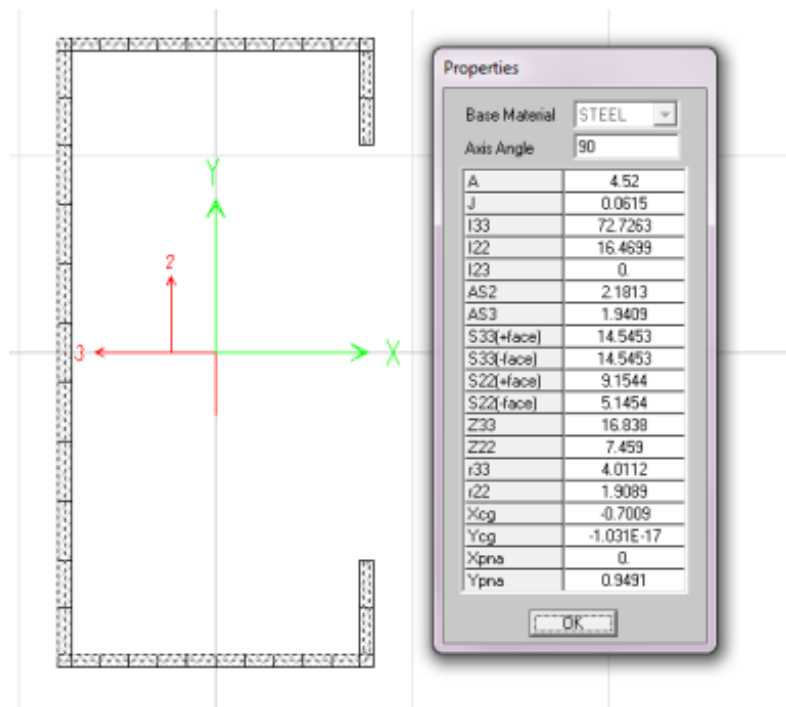 Properties
Base Material STEEL
Axis Angle 90
A 4.52
J 0.0615
I33 72.7263
I22 16.4699
I23 0.
AS2 2.1813
AS3 1.9409
S33(+face) 14.5453
S33(-face) 14.5453
S22(+face) 9.1544
S22(-face) 5.1454
Z33 16.838
Z22 7.459
r33 4.0112
r22 1.9089
Xcg -0.7009
Ycg -1.031E-17
Xpna 0.
Ypna 0.9491
OK
Y
2
3
X